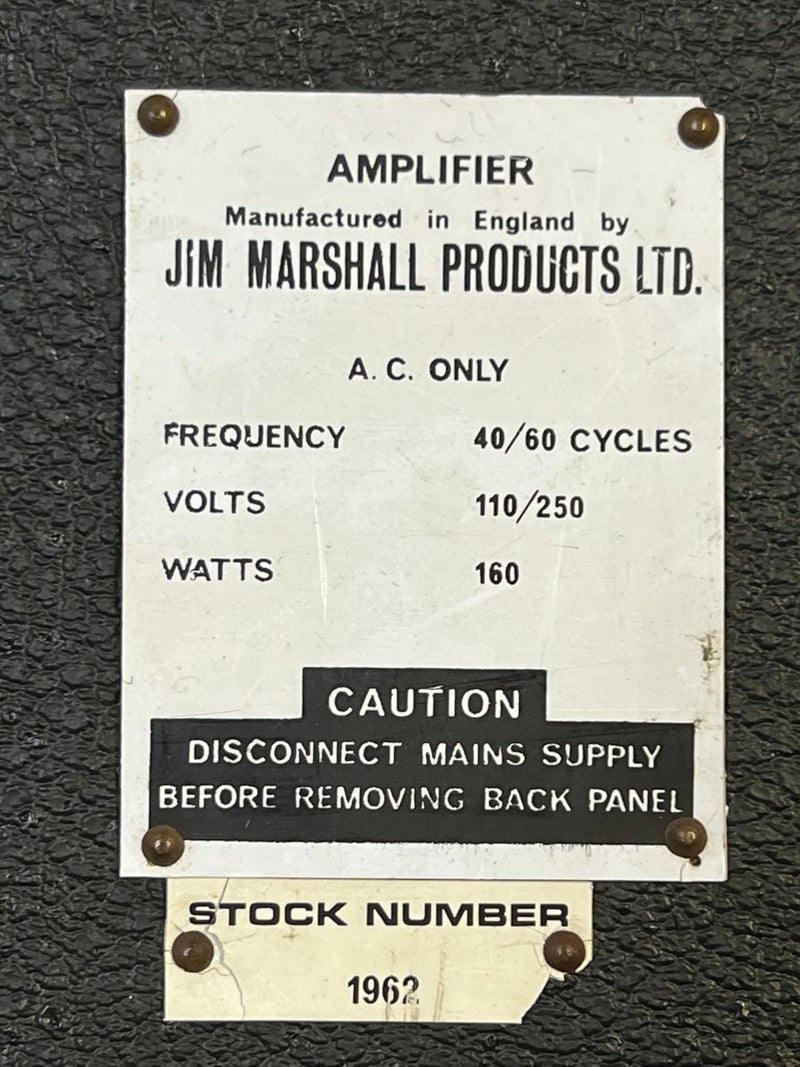 AMPLIFIER
Manufactured in England by
JIM MARSHALL PRODUCTS LTD.
A. C. ONLY
FREQUENCY 40/60 CYCLES
VOLTS 110/250
WATTS 160
CAUTION
DISCONNECT MAINS SUPPLY
BEFORE REMOVING BACK PANEL
STOCK NUMBER
1962